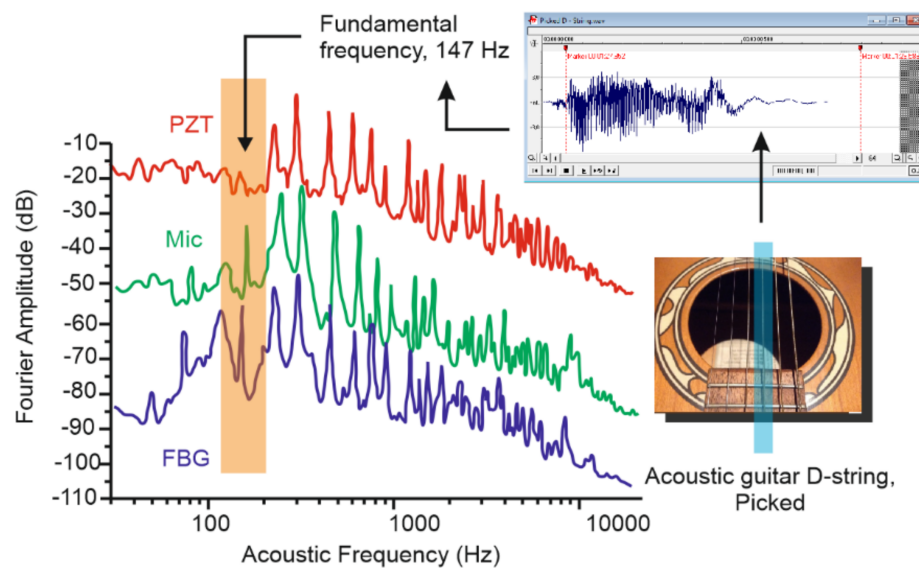 Fundamental
frequency, 147 Hz
Picked D - String.wav
PZT
Mic
FBG
-10
-20
-30
-40
-50
-60
-70
-80
-90
-100
-110
Fourier Amplitude (dB)
100
1000
10000
Acoustic Frequency (Hz)
Acoustic guitar D-string,
Picked